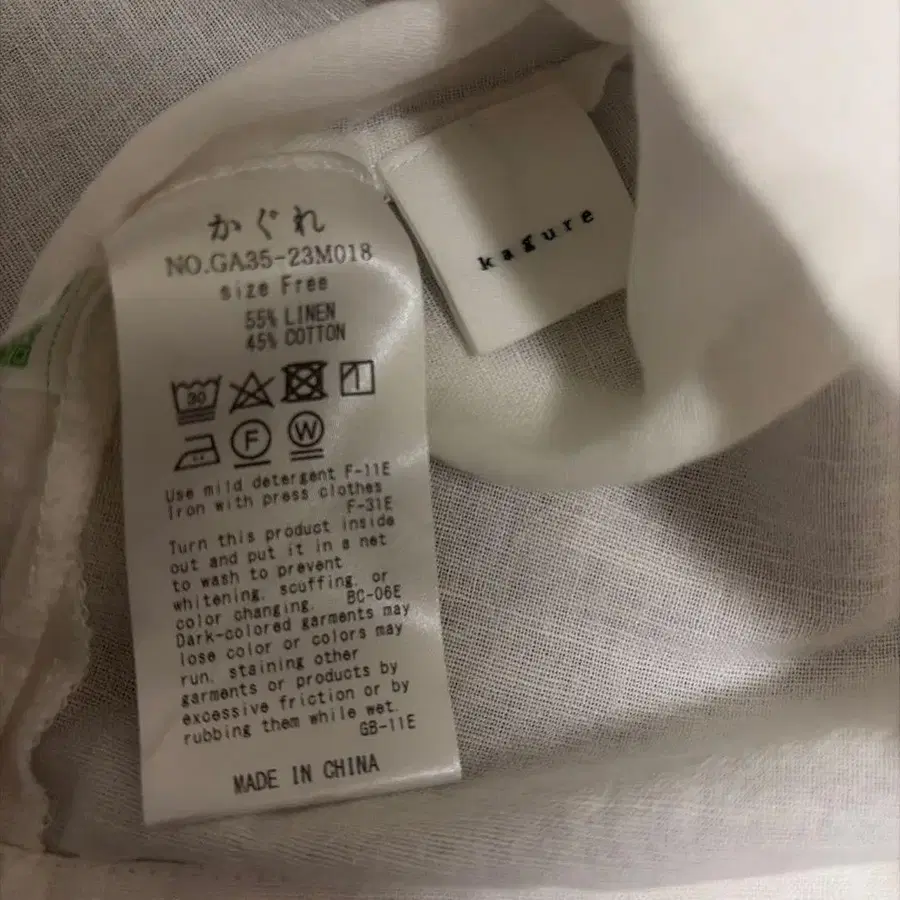 かぐれ
NO.GA35-23M018
size Free
55% LINEN
45% COTTON
30
F
W
Use mild detergent F-11E
Iron with press clothes
F-31E
Turn this product inside
out and put it in a net
to wash to prevent
whitening, scuffing, or
color changing. BC-06E
Dark-colored garments may
lose color or colors may
run, staining other
garments or products by
excessive friction or by
rubbing them while wet.
GB-11E
MADE IN CHINA
kagure